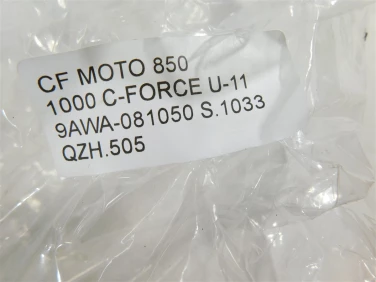 CF MOTO 850
1000 C-FORCE U-11
9AWA-081050 S.1033
QZH.505